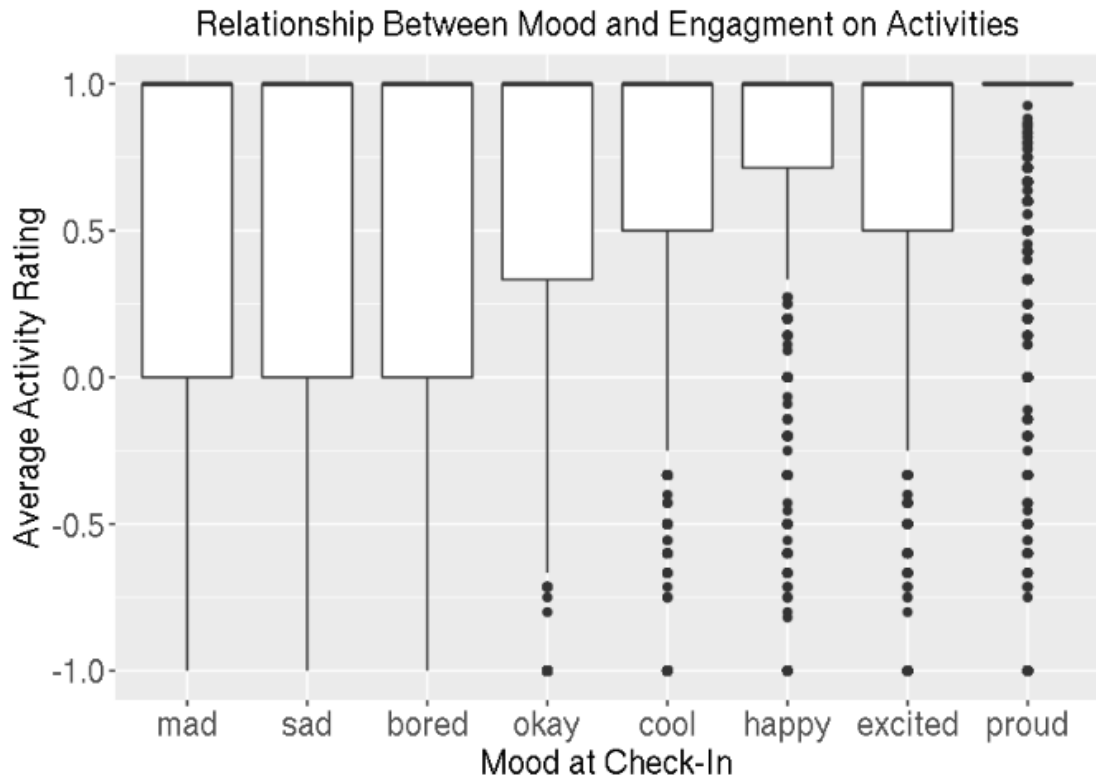 Relationship Between Mood and Engagment on Activities
1.0
0.5
0.0
-0.5
-1.0
Average Activity Rating
mad sad bored okay cool happy excited proud
Mood at Check-In